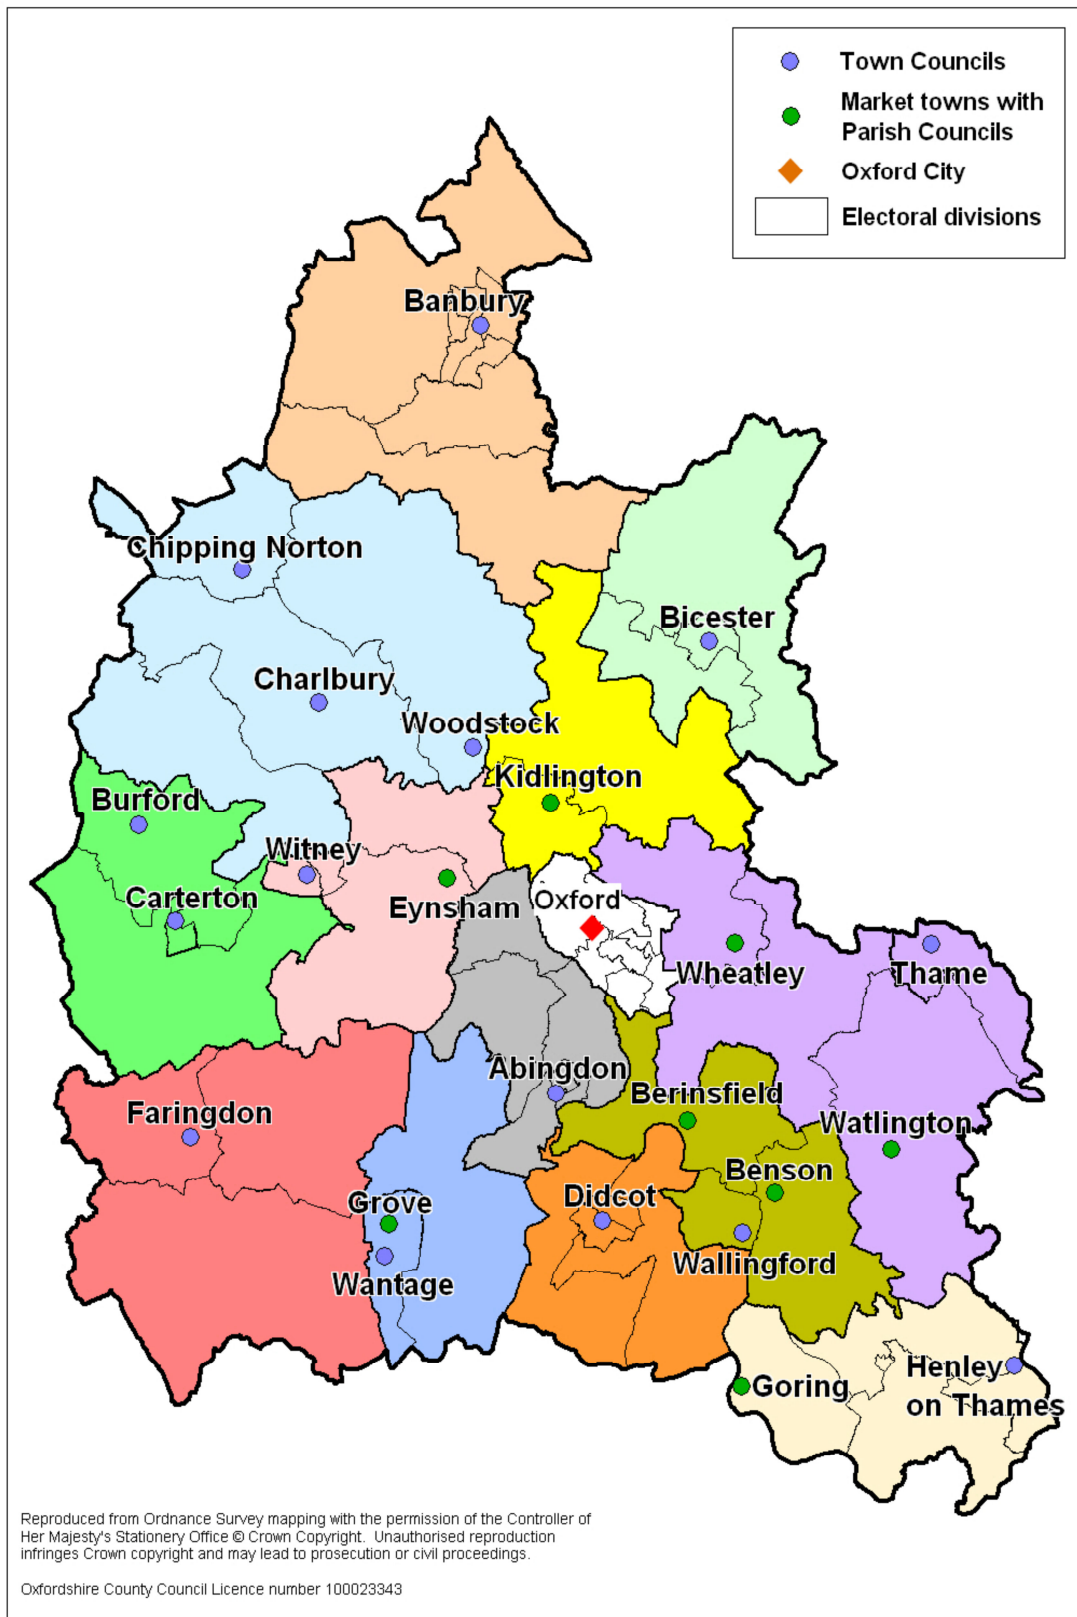 Town Councils
Market towns with
Parish Councils
Oxford City
Electoral divisions
Banbury
Chipping Norton
Bicester
Charlbury
Woodstock
Kidlington
Burford
Witney
Carterton
Eynsham
Oxford
Wheatley
Thame
Abingdon
Berinsfield
Faringdon
Watlington
Benson
Didcot
Grove
Wallingford
Wantage
Henley
on Thames
Goring
Reproduced from Ordnance Survey mapping with the permission of the Controller of
Her Majesty's Stationery Office © Crown Copyright. Unauthorised reproduction
infringes Crown copyright and may lead to prosecution or civil proceedings.
Oxfordshire County Council Licence number 100023343